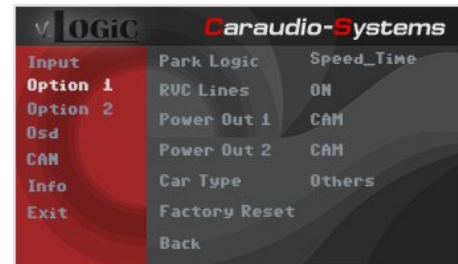 v.LOGiC Caraudio-Systems
Input
Option 1
Option 2
Osd
CAN
Info
Exit
Park Logic Speed_Time
RVC Lines ON
Power Out 1 CAM
Power Out 2 CAM
Car Type Others
Factory Reset
Back